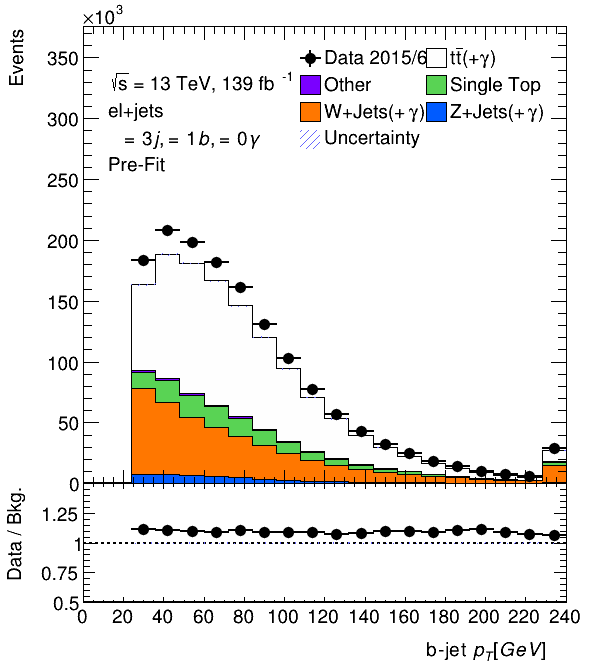 ×10³
Events
350
300
250
200
150
100
50
0
√s = 13 TeV, 139 fb⁻¹
el+jets
= 3j, = 1b, = 0γ
Pre-Fit
Data 2015/6
tt̄(+γ)
Other
Single Top
W+Jets(+γ)
Z+Jets(+γ)
Uncertainty
Data / Bkg.
1.25
1
0.75
0.5
0 20 40 60 80 100 120 140 160 180 200 220 240
b-jet p_T[GeV]